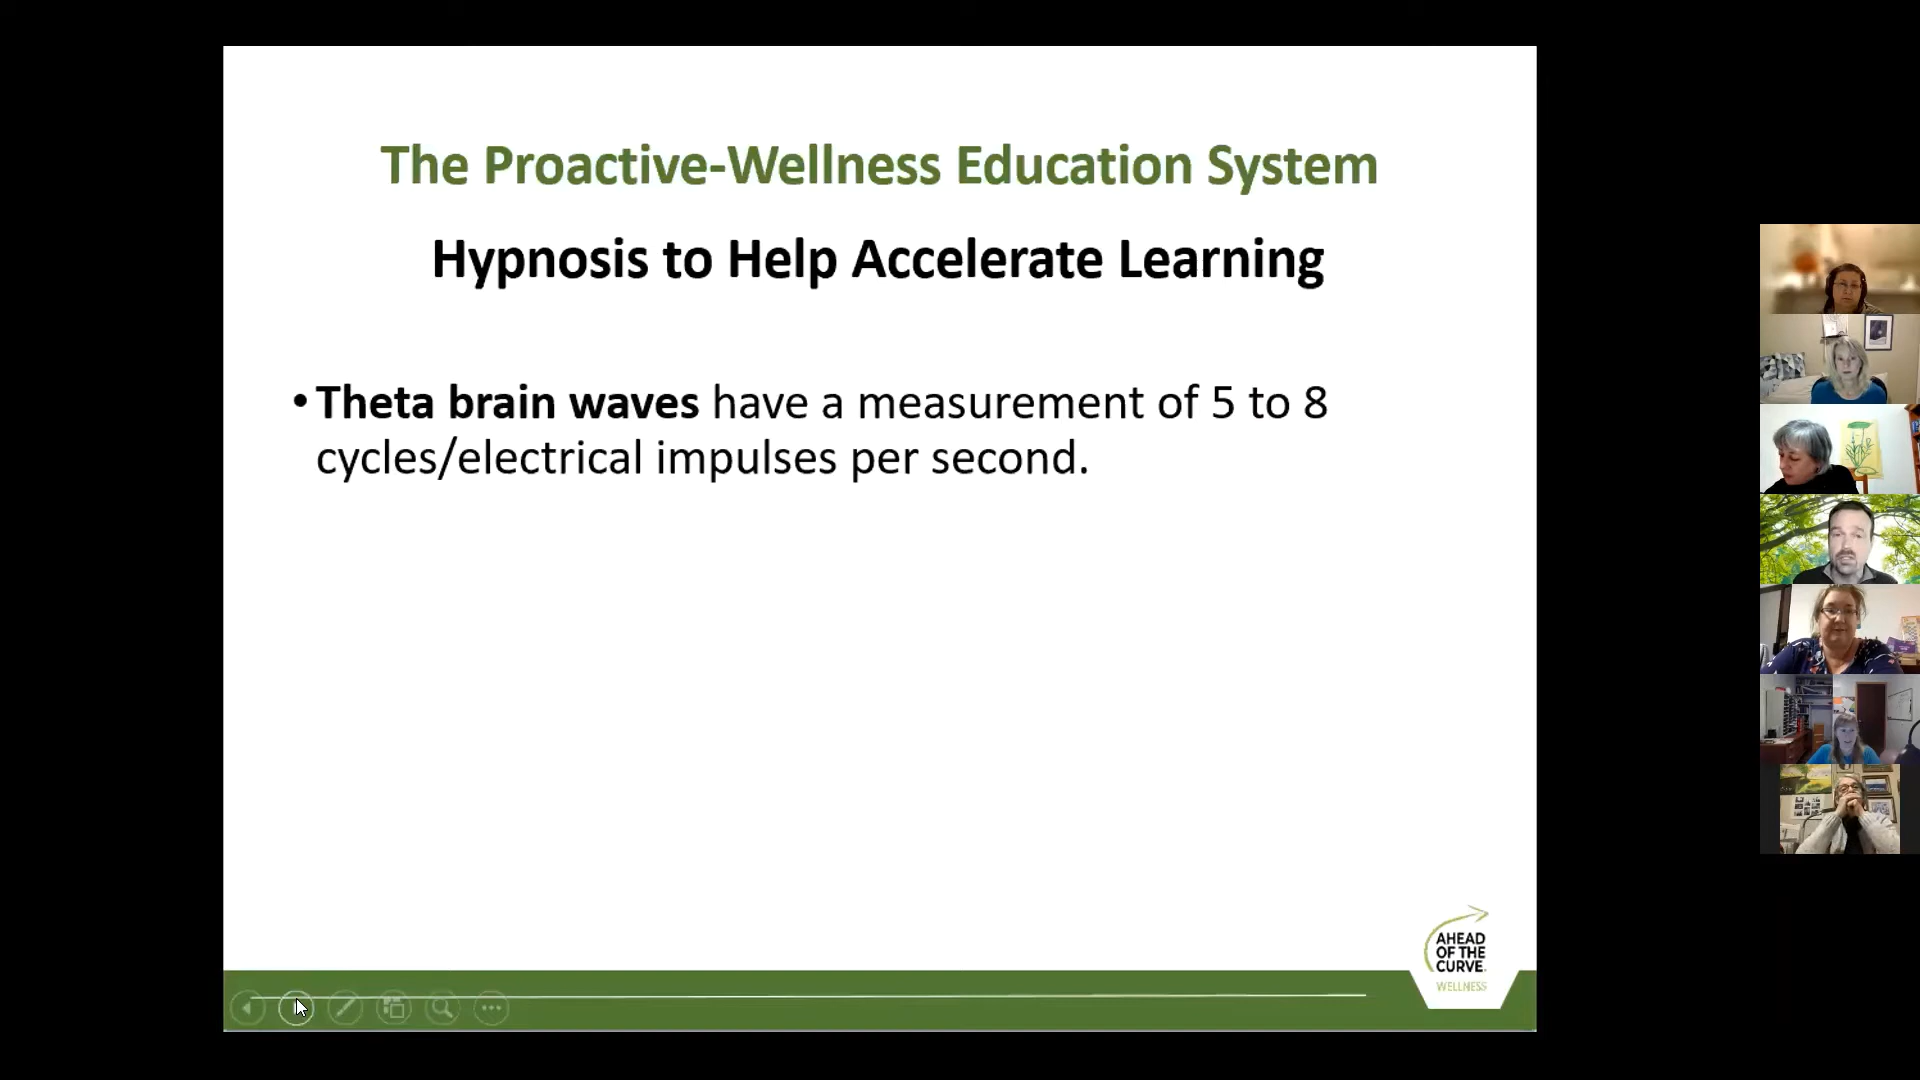 The Proactive-Wellness Education System
Hypnosis to Help Accelerate Learning
• Theta brain waves have a measurement of 5 to 8
cycles/electrical impulses per second.
AHEAD
OF THE
CURVE.
WELLNESS